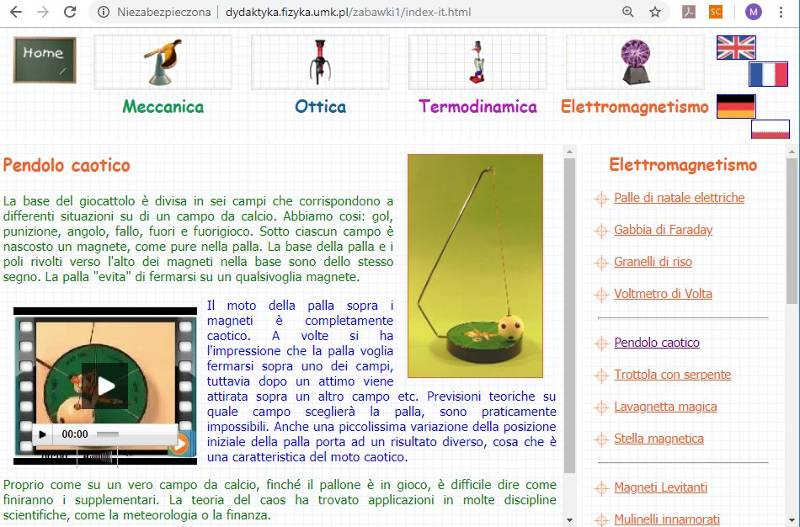 Niezabezpieczona | dydaktyka.fizyka.umk.pl/zabawki1/index-it.html
M
Home
Meccanica
Ottica
Termodinamica
Elettromagnetismo
Pendolo caotico
La base del giocattolo è divisa in sei campi che corrispondono a
differenti situazioni su di un campo da calcio. Abbiamo cosi: gol,
punizione, angolo, fallo, fuori e fuorigioco. Sotto ciascun campo è
nascosto un magnete, come pure nella palla. La base della palla e i
poli rivolti verso l'alto dei magneti nella base sono dello stesso
segno. La palla "evita" di fermarsi su un qualsivoglia magnete.
Il moto della palla sopra i
magneti è completamente
caotico. A volte si ha
l'impressione che la palla voglia
fermarsi sopra uno dei campi,
tuttavia dopo un attimo viene
attirata sopra un altro campo etc. Previsioni teoriche su
quale campo sceglierà la palla, sono praticamente
impossibili. Anche una piccolissima variazione della posizione
iniziale della palla porta ad un risultato diverso, cosa che è
una caratteristica del moto caotico.
00:00
Proprio come su un vero campo da calcio, finché il pallone è in gioco, è difficile dire come
finiranno i supplementari. La teoria del caos ha trovato applicazioni in molte discipline
scientifiche, come la meteorologia o la finanza.
Elettromagnetismo
Palle di natale elettriche
Gabbia di Faraday
Granelli di riso
Voltmetro di Volta
Pendolo caotico
Trottola con serpente
Lavagnetta magica
Stella magnetica
Magneti Levitanti
Mulinelli innamorati